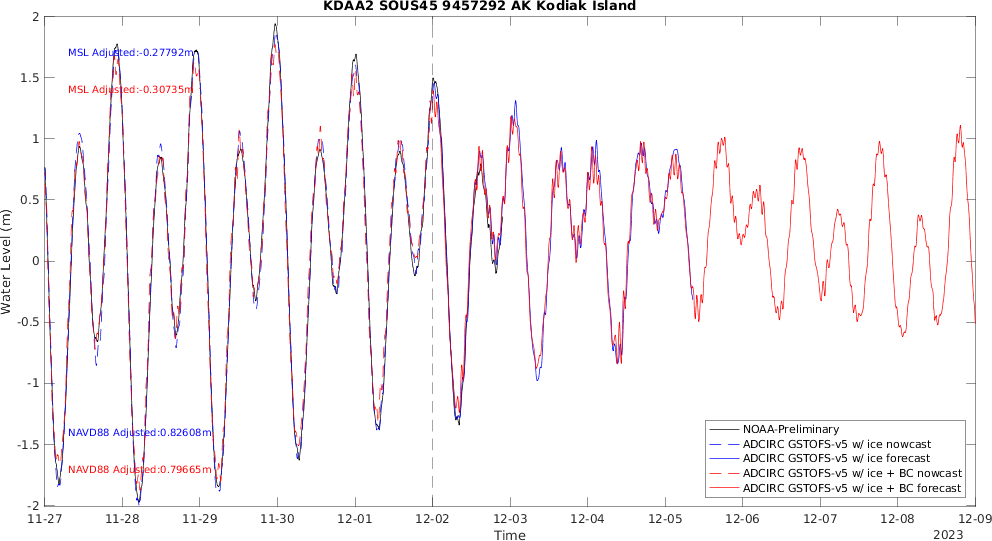 KDAA2 SOUS45 9457292 AK Kodiak Island
2
1.5
1
0.5
0
-0.5
-1
-1.5
-2
Water Level (m)
MSL Adjusted:-0.27792m
MSL Adjusted:-0.30735m
NAVD88 Adjusted:0.82608m
NAVD88 Adjusted:0.79665m
NOAA-Preliminary
ADCIRC GSTOFS-v5 w/ ice nowcast
ADCIRC GSTOFS-v5 w/ ice forecast
ADCIRC GSTOFS-v5 w/ ice + BC nowcast
ADCIRC GSTOFS-v5 w/ ice + BC forecast
11-27 11-28 11-29 11-30 12-01 12-02 12-03 12-04 12-05 12-06 12-07 12-08 12-09
Time
2023